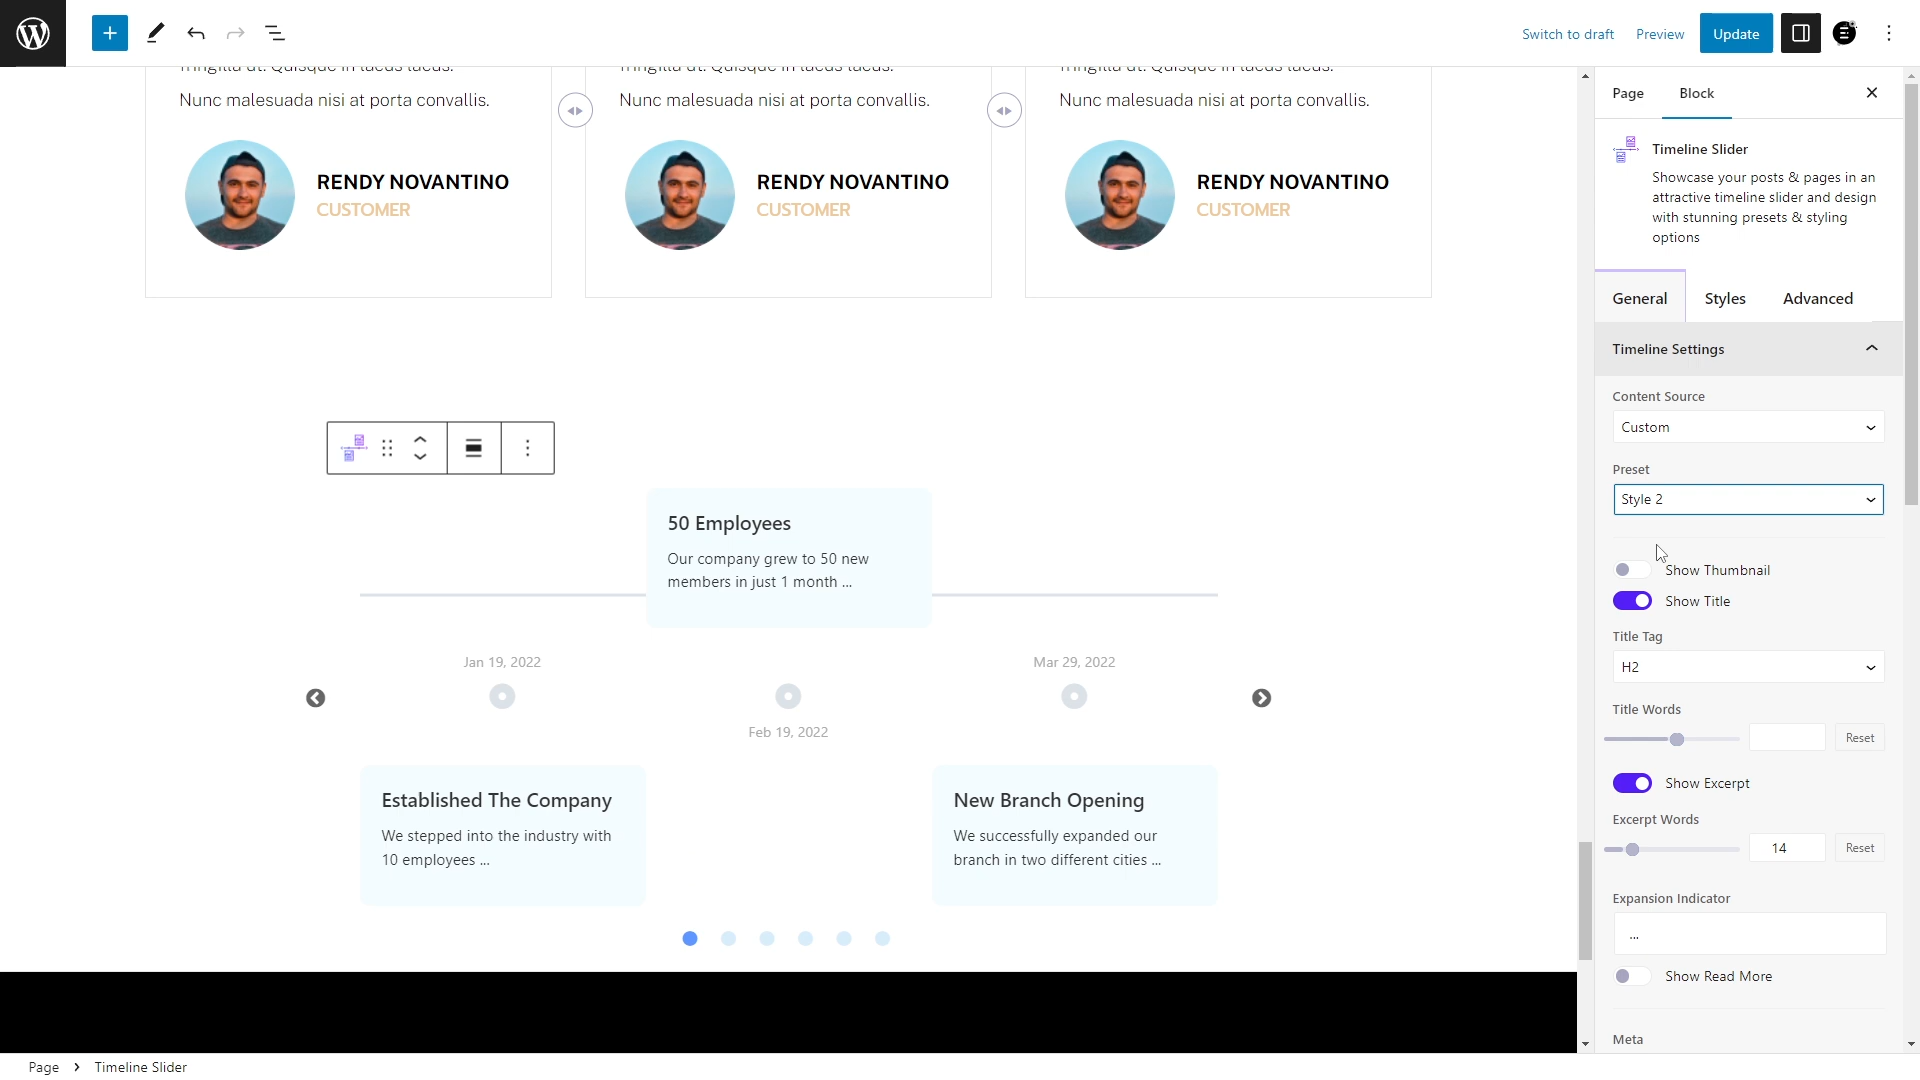 Switch to draft
Preview
Update
Nunc malesuada nisi at porta convallis.
Nunc malesuada nisi at porta convallis.
Nunc malesuada nisi at porta convallis.
RENDY NOVANTINO
CUSTOMER
RENDY NOVANTINO
CUSTOMER
RENDY NOVANTINO
CUSTOMER
50 Employees
Our company grew to 50 new
members in just 1 month ...
Jan 19, 2022
Mar 29, 2022
Feb 19, 2022
Established The Company
We stepped into the industry with
10 employees ...
New Branch Opening
We successfully expanded our
branch in two different cities ...
Page
Block
Timeline Slider
Showcase your posts & pages in an
attractive timeline slider and design
with stunning presets & styling
options
General
Styles
Advanced
Timeline Settings
Content Source
Custom
Preset
Style 2
Show Thumbnail
Show Title
Title Tag
H2
Title Words
Reset
Show Excerpt
Excerpt Words
14
Reset
Expansion Indicator
...
Show Read More
Meta
Page
Timeline Slider